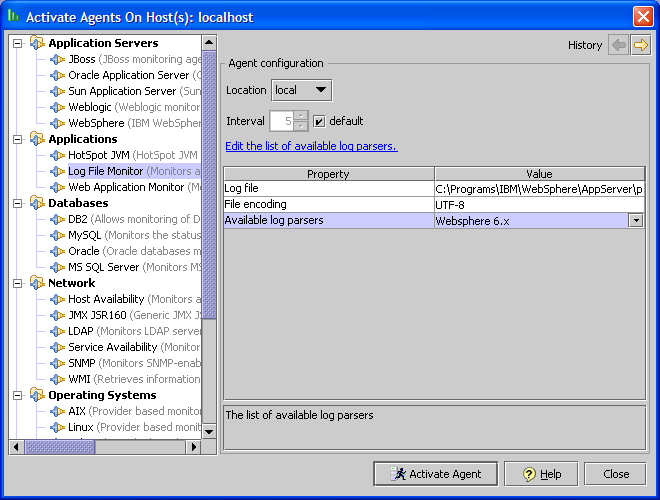 Activate Agents On Host(s): localhost
Application Servers
JBoss (JBoss monitoring age
Oracle Application Server (O
Sun Application Server (Sun
Weblogic (Weblogic monitor
WebSphere (IBM WebSpher
Applications
HotSpot JVM (HotSpot JVM
Log File Monitor (Monitors a
Web Application Monitor (M
Databases
DB2 (Allows monitoring of D
MySQL (Monitors the status
Oracle (Oracle databases m
MS SQL Server (Monitors
Network
Host Availability (Monitors a
JMX JSR160 (Generic JMX J
LDAP (Monitors LDAP server
Service Availability (Monitor
SNMP (Monitors SNMP-enab
WMI (Retrieves information
Operating Systems
AIX (Provider based monito
Linux (Provider based monit
History
Agent configuration
Location local
Interval 5 default
Edit the list of available log parsers.
Property Value
Log file C:\Programs\IBM\WebSphere\AppServer\p
File encoding UTF-8
Available log parsers Websphere 6.x
The list of available log parsers
Activate Agent Help Close